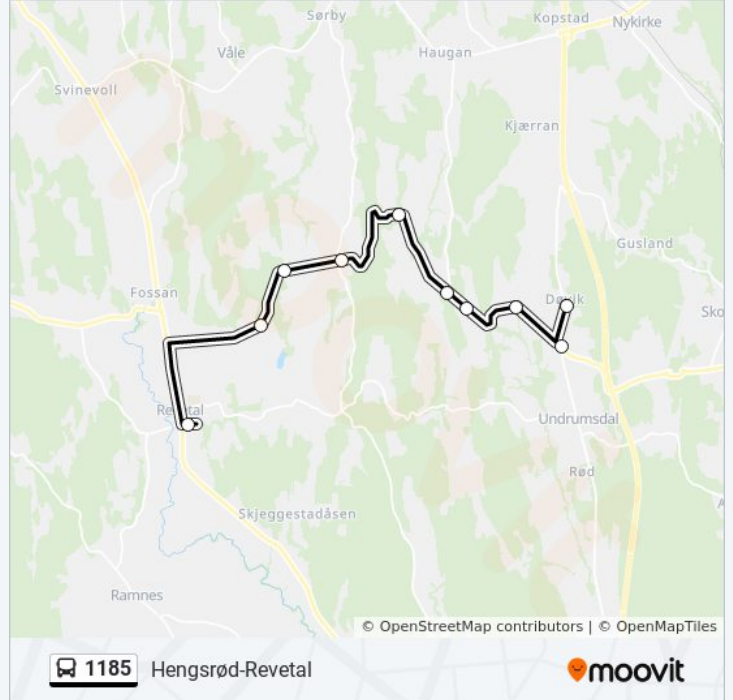 Sørby
Kopstad
Nykirke
Våle
Haugan
Svinevoll
Kjærran
Gusland
Fossan
Sko
Undrumsdal
Rød
Skjeggestadåsen
Ramnes
© OpenStreetMap contributors | © OpenMapTiles
1185 Hengsrød-Revetal
moovit